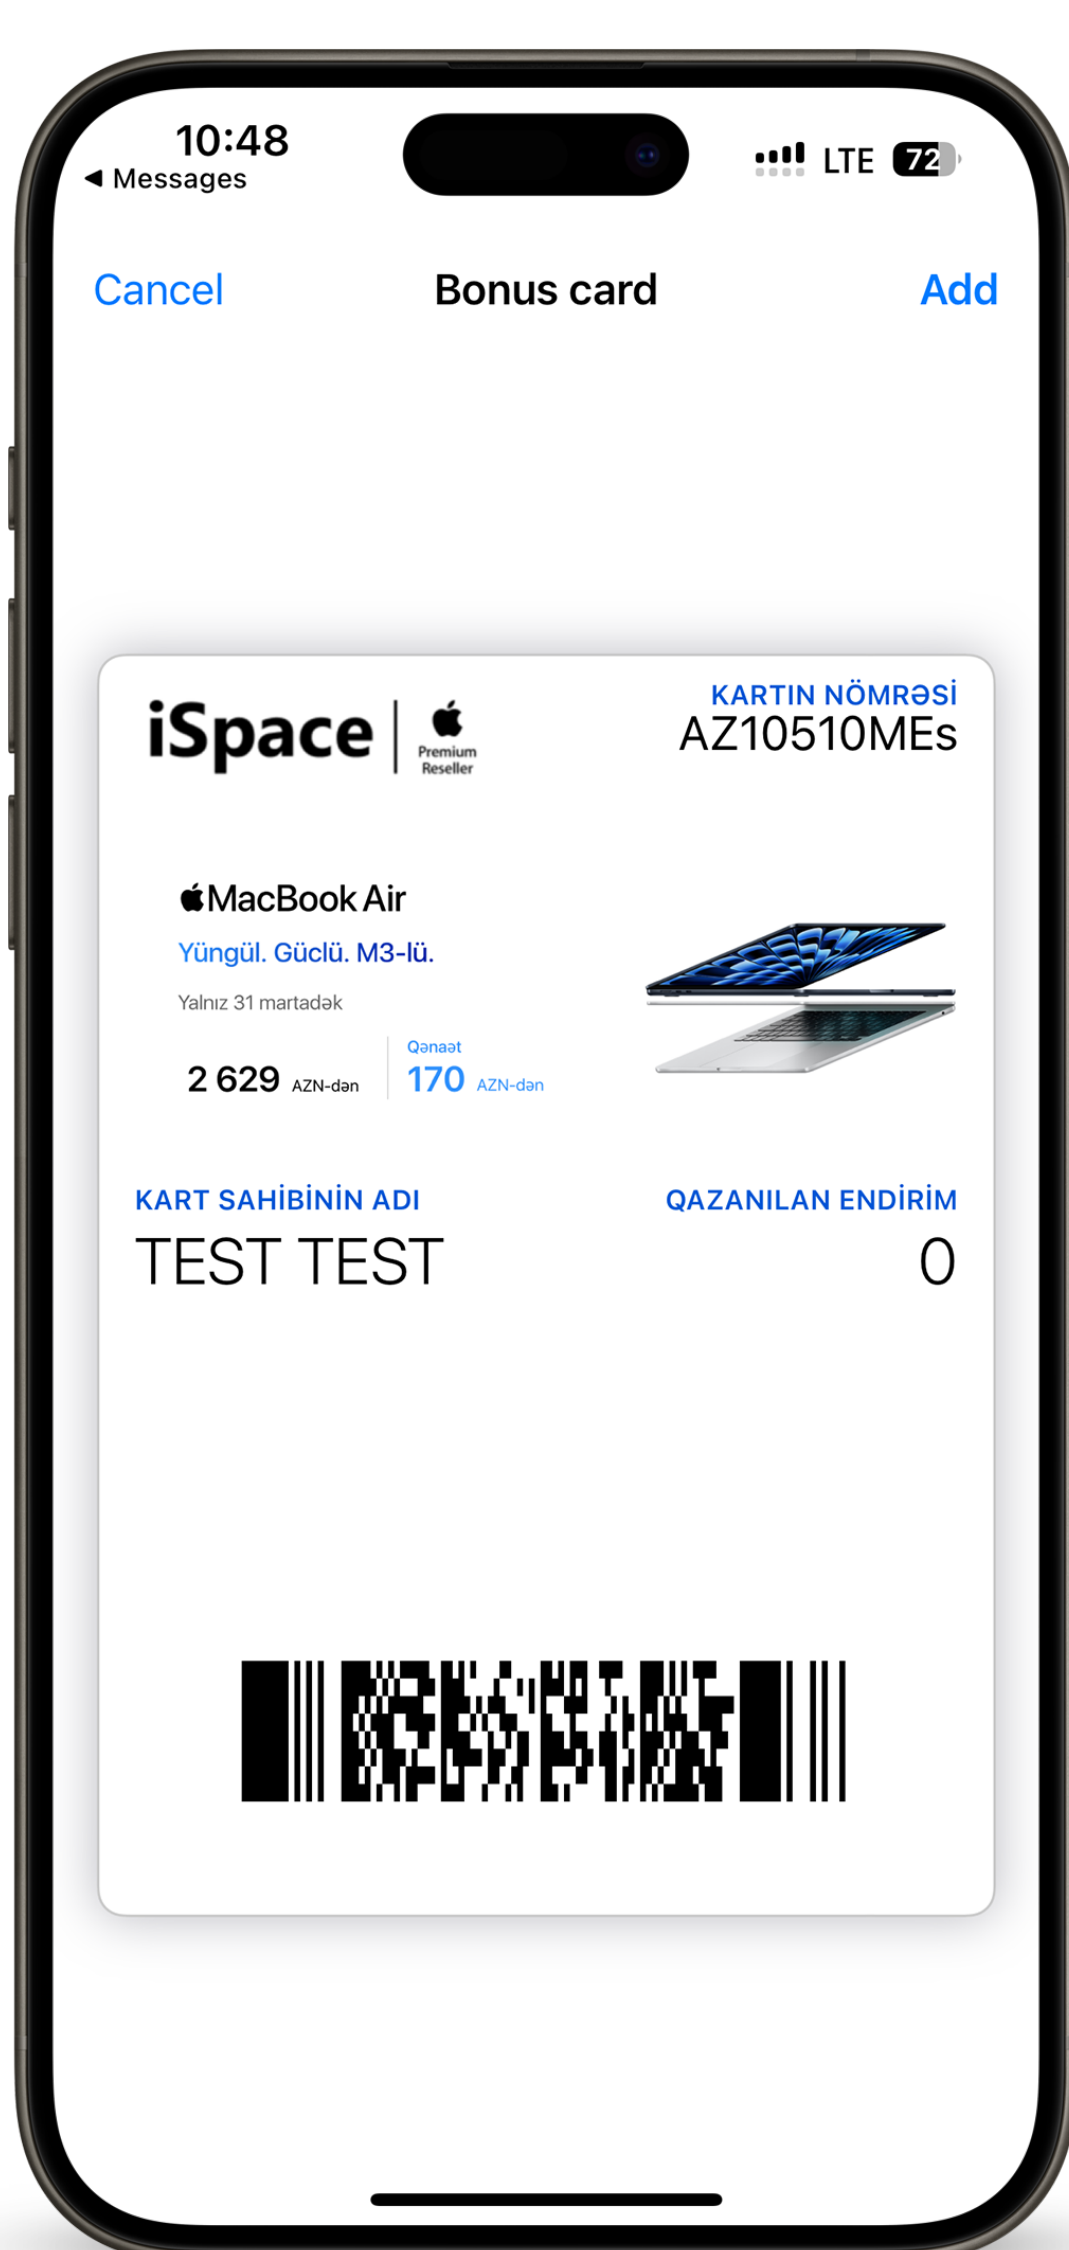 10:48
◀ Messages
LTE 72
Cancel Bonus card Add
iSpace Premium Reseller
KARTIN NÖMRƏSİ
AZ10510MEs
MacBook Air
Yüngül. Güclü. M3-lü.
Yalnız 31 martadək
Qənaət
2 629 AZN-dən 170 AZN-dən
KART SAHİBİNİN ADI QAZANILAN ENDİRİM
TEST TEST 0